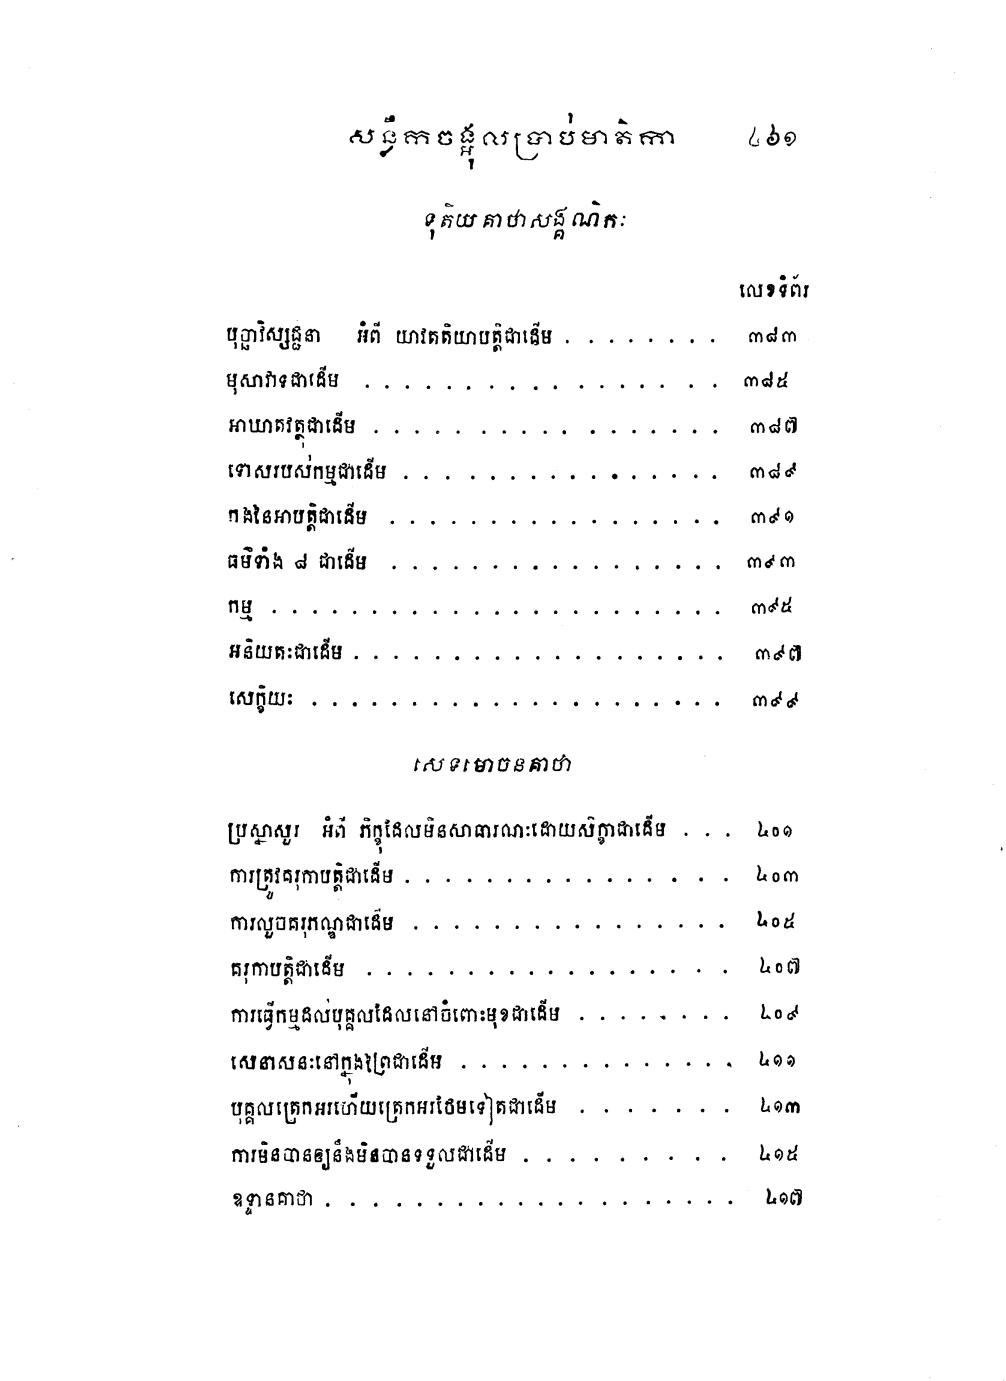 សន្លឹកចង្អុលប្រាប់មាតិកា ៤៦១
ទុតិយគាថាសង្គណិកៈ
លេខទំព័រ
បុច្ឆាវិស្សជ្ជនា អំពី យាវតតិយាបត្តិជាដើម . . . . . . . . ៣៨៣
មុសាវាទជាដើម . . . . . . . . . . . . . . . . . . ៣៨៥
អាឃាតវត្ថុជាដើម . . . . . . . . . . . . . . . . . . ៣៨៧
ទោសរបស់កម្មជាដើម . . . . . . . . . . . . . . . . ៣៨៩
កងនៃអាបត្តិជាដើម . . . . . . . . . . . . . . . . . ៣៩១
ធម៌ទាំង ៨ ជាដើម . . . . . . . . . . . . . . . . . ៣៩៣
កម្ម . . . . . . . . . . . . . . . . . . . . . . . ៣៩៥
អនិយតៈជាដើម . . . . . . . . . . . . . . . . . . . ៣៩៧
សេក្ខិយៈ . . . . . . . . . . . . . . . . . . . . . ៣៩៩
សេទមោចនគាថា
ប្រស្នាសួរ អំពី ភិក្ខុដែលមិនសាធារណៈដោយសិក្ខាជាដើម . . . ៤០១
ការត្រូវគរុកាបត្តិជាដើម . . . . . . . . . . . . . . . . . ៤០៣
ការលួចគរុភណ្ឌជាដើម . . . . . . . . . . . . . . . . ៤០៥
គរុកាបត្តិជាដើម . . . . . . . . . . . . . . . . . . ៤០៧
ការធ្វើកម្មដល់បុគ្គលដែលនៅចំពោះមុខជាដើម . . . . . . . . ៤០៩
សេនាសនៈនៅក្នុងព្រៃជាដើម . . . . . . . . . . . . . . ៤១១
បុគ្គលត្រេកអរហើយត្រេកអរថែមទៀតជាដើម . . . . . . . . ៤១៣
ការមិនបានឲ្យនឹងមិនបានទទួលជាដើម . . . . . . . . . . . ៤១៥
ឧទ្ទានគាថា . . . . . . . . . . . . . . . . . . . . ៤១៧